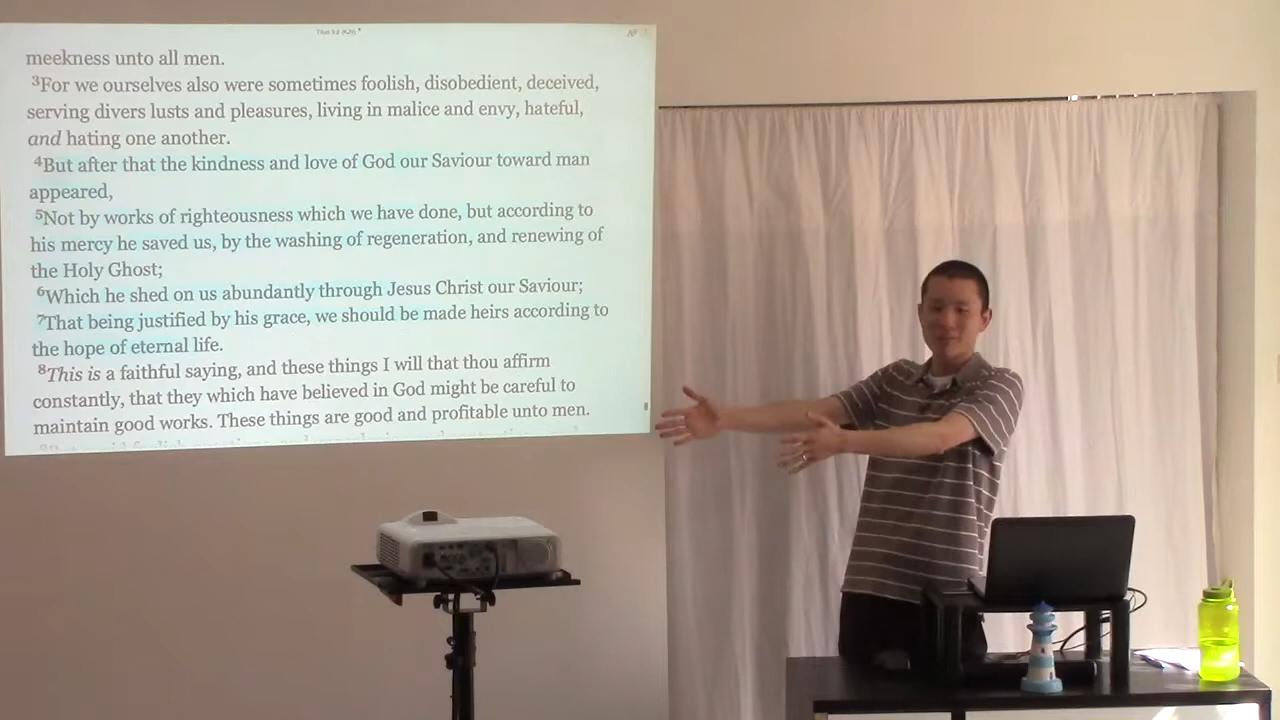 meekness unto all men.
3For we ourselves also were sometimes foolish, disobedient, deceived,
serving divers lusts and pleasures, living in malice and envy, hateful,
and hating one another.
4But after that the kindness and love of God our Saviour toward man
appeared,
5Not by works of righteousness which we have done, but according to
his mercy he saved us, by the washing of regeneration, and renewing of
the Holy Ghost;
6Which he shed on us abundantly through Jesus Christ our Saviour;
7That being justified by his grace, we should be made heirs according to
the hope of eternal life.
8This is a faithful saying, and these things I will that thou affirm
constantly, that they which have believed in God might be careful to
maintain good works. These things are good and profitable unto men.